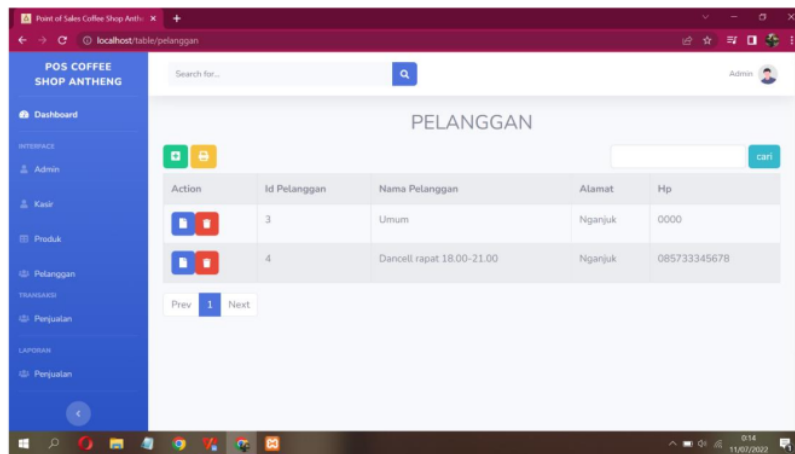 Point of Sales Coffee Shop Anthe
localhost/table/pelanggan
POS COFFEE
SHOP ANTHENG
Search for...
Admin
Dashboard
PELANGGAN
INTERFACE
Admin
cari
Action Id Pelanggan Nama Pelanggan Alamat Hp
Kasir
3 Umum Nganjuk 0000
Produk
4 Dancell rapat 18.00-21.00 Nganjuk 085733345678
Pelanggan
TRANSAKSI
Prev 1 Next
Penjualan
LAPORAN
Penjualan
0:14
11/07/2022